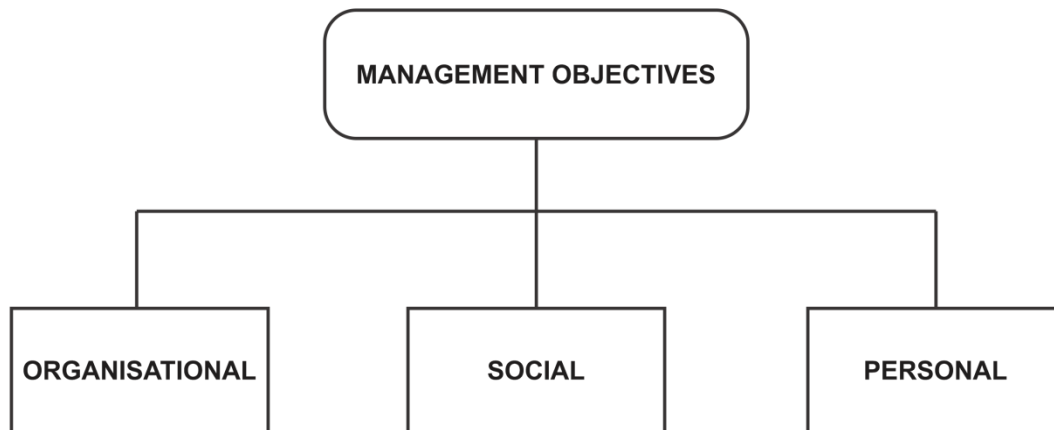 MANAGEMENT OBJECTIVES
ORGANISATIONAL
SOCIAL
PERSONAL